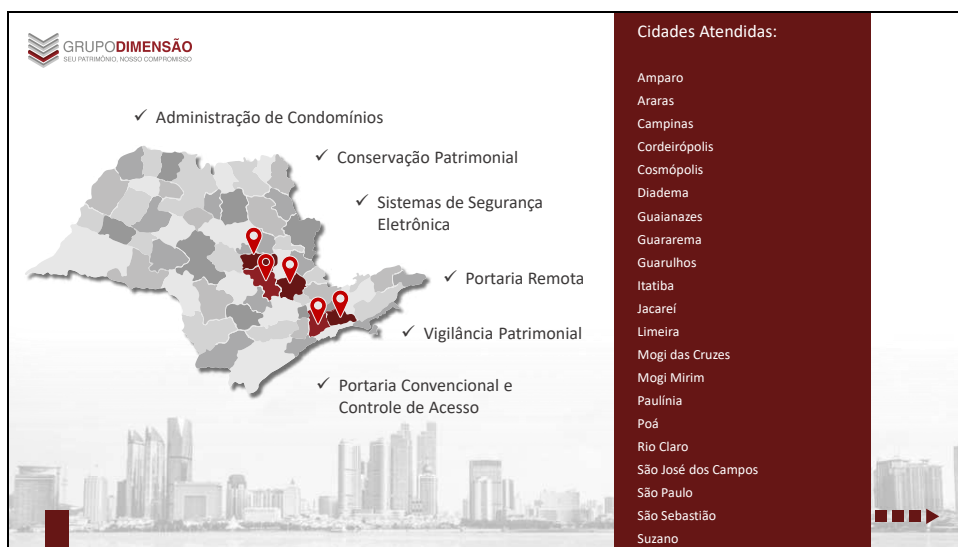 GRUPODIMENSÃO
SEU PATRIMÔNIO, NOSSO COMPROMISSO
✓ Administração de Condomínios
✓ Conservação Patrimonial
✓ Sistemas de Segurança
Eletrônica
✓ Portaria Remota
✓ Vigilância Patrimonial
✓ Portaria Convencional e
Controle de Acesso
Cidades Atendidas:
Amparo
Araras
Campinas
Cordeirópolis
Cosmópolis
Diadema
Guaianazes
Guararema
Guarulhos
Itatiba
Jacareí
Limeira
Mogi das Cruzes
Mogi Mirim
Paulínia
Poá
Rio Claro
São José dos Campos
São Paulo
São Sebastião
Suzano